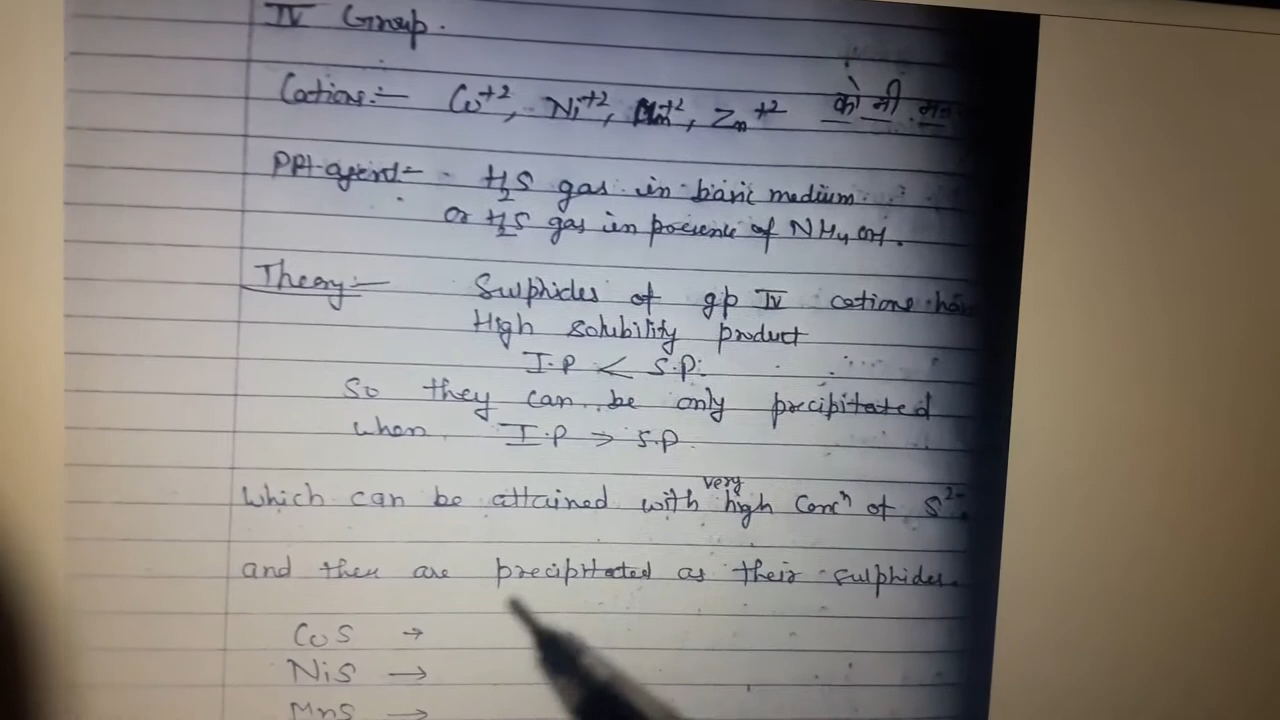 IV Group.
Cations:- Co+2, Ni+2, Mn+2, Zn+2 को नी मन
PPt-agent= H2S gas in basic medium.
or H2S gas in presence of NH4OH.
Theory:- Sulphides of gp IV cations
High solubility product
I.P < S.P.
So they can be only precipitated
when I.P > S.P.
which can be attained with very high Concn of S2-
and they are precipitated as their sulphides
CoS →
NiS →
MnS →